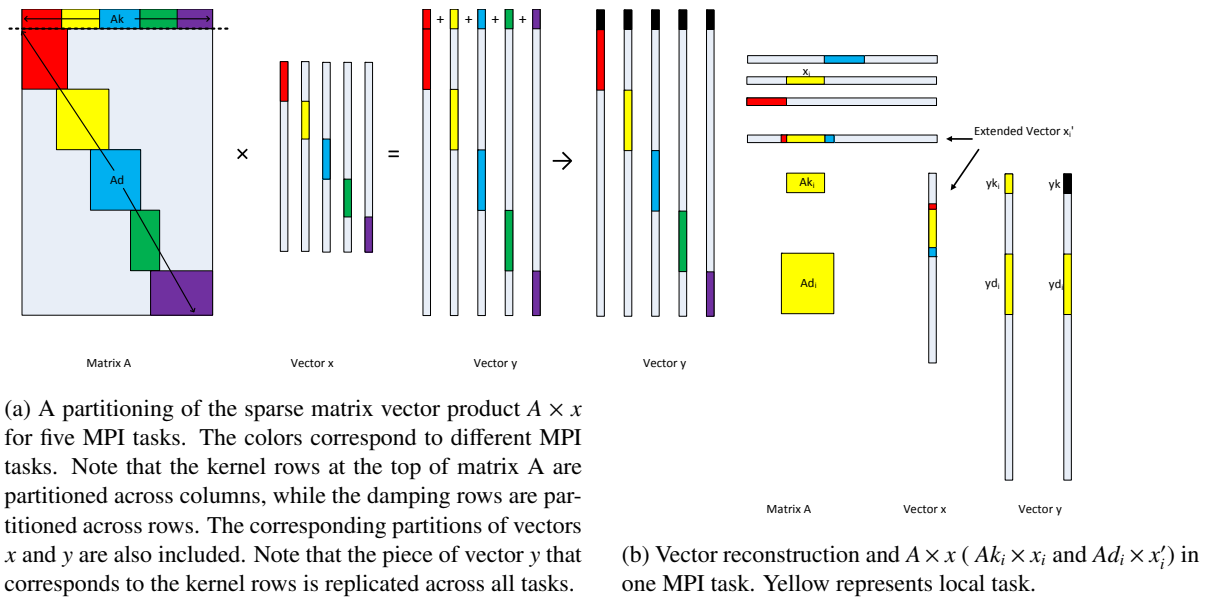 Ak
Ad
×
=
+ + + +
→
Matrix A
Vector x
Vector y
Vector y
(a) A partitioning of the sparse matrix vector product A × x
for five MPI tasks. The colors correspond to different MPI
tasks. Note that the kernel rows at the top of matrix A are
partitioned across columns, while the damping rows are par-
titioned across rows. The corresponding partitions of vectors
x and y are also included. Note that the piece of vector y that
corresponds to the kernel rows is replicated across all tasks.
xᵢ
Extended Vector xᵢ'
Akᵢ
ykᵢ
yk
Adᵢ
ydᵢ
ydᵢ
Matrix A
Vector x
Vector y
(b) Vector reconstruction and A × x ( Akᵢ × xᵢ and Adᵢ × x′ᵢ) in
one MPI task. Yellow represents local task.